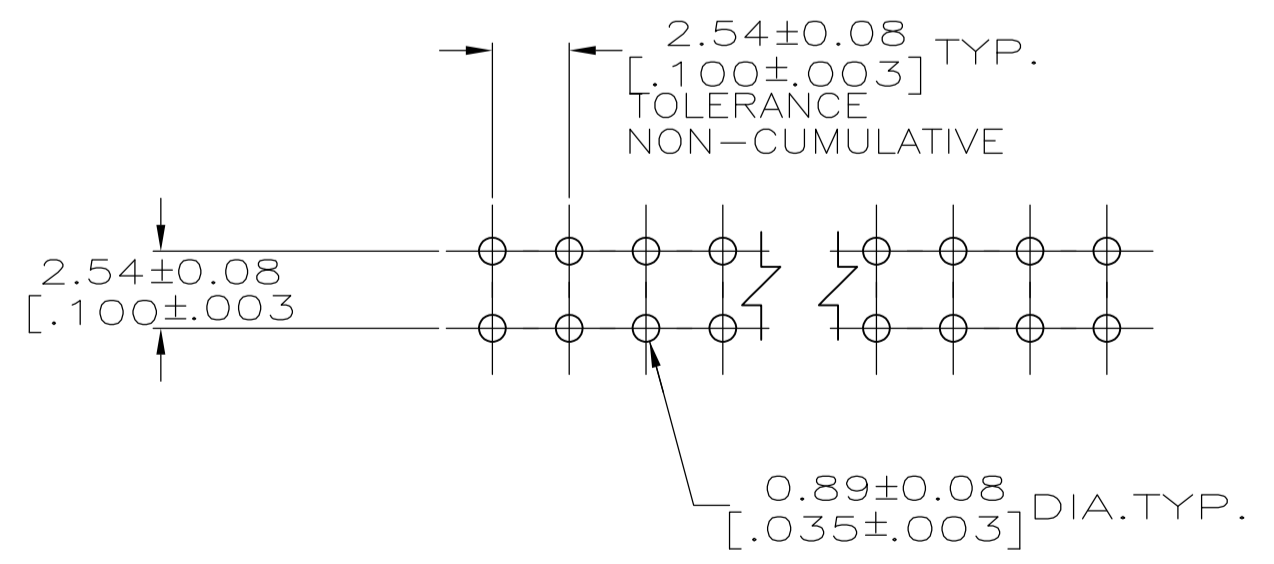 2.54±0.08
[.100±.003] TYP.
TOLERANCE
NON-CUMULATIVE
2.54±0.08
[.100±.003
0.89±0.08
[.035±.003] DIA.TYP.